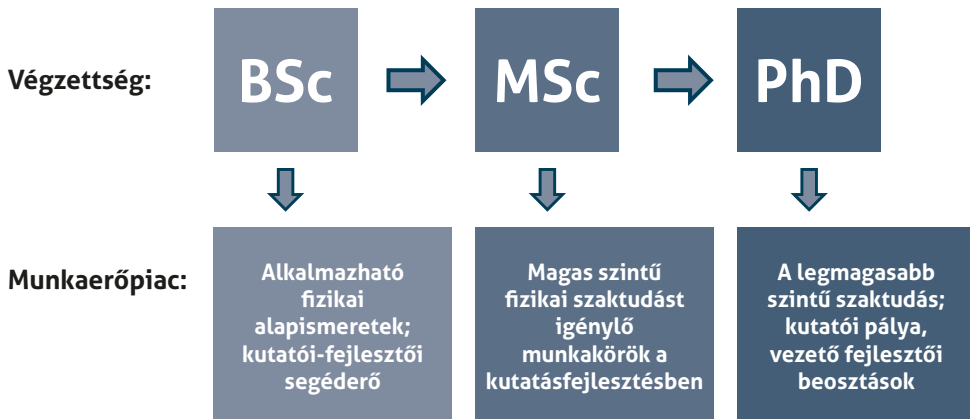 Végzettség:
BSc
MSc
PhD
Munkaerőpiac:
Alkalmazható
fizikai
alapismeretek;
kutatói-fejlesztői
segéderő
Magas szintű
fizikai szaktudást
igénylő
munkakörök a
kutatásfejlesztésben
A legmagasabb
szintű szaktudás;
kutatói pálya,
vezető fejlesztői
beosztások